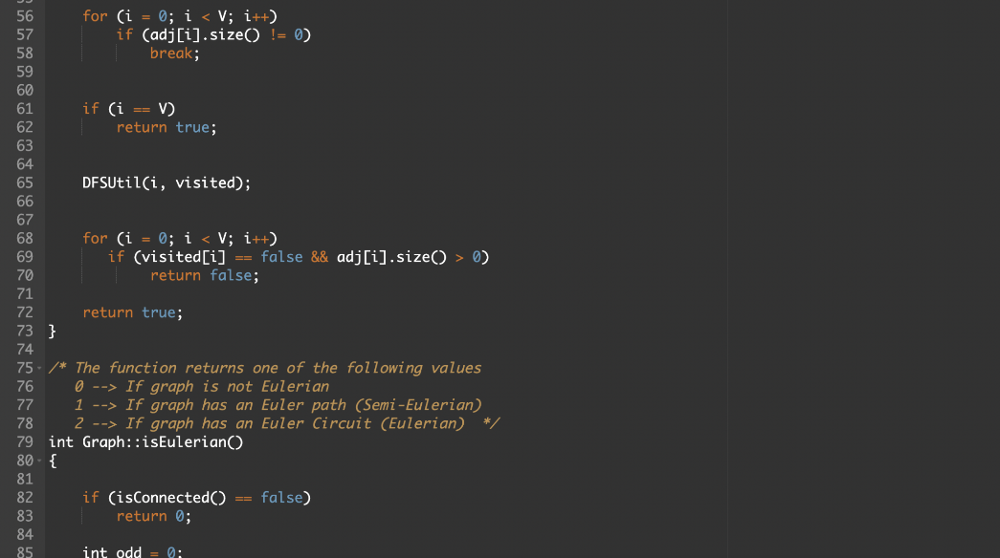 55
56 for (i = 0; i < V; i++)
57 if (adj[i].size() != 0)
58 break;
59
60
61 if (i == V)
62 return true;
63
64
65 DFSUtil(i, visited);
66
67
68 for (i = 0; i < V; i++)
69 if (visited[i] == false && adj[i].size() > 0)
70 return false;
71
72 return true;
73 }
74
75 /* The function returns one of the following values
76 0 --> If graph is not Eulerian
77 1 --> If graph has an Euler path (Semi-Eulerian)
78 2 --> If graph has an Euler Circuit (Eulerian) */
79 int Graph::isEulerian()
80 {
81
82 if (isConnected() == false)
83 return 0;
84
85 int odd = 0;